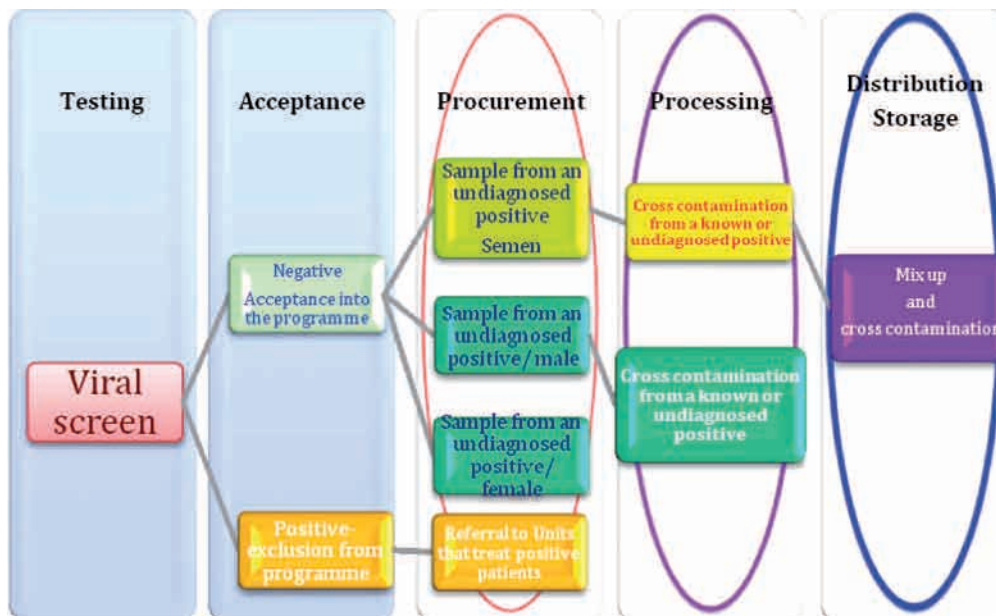 Testing
Acceptance
Procurement
Processing
Distribution
Storage
Viral
screen
Negative
Acceptance into
the programme
Positive-
exclusion from
programme
Sample from an
undiagnosed
positive
Semen
Sample from an
undiagnosed
positive/male
Sample from an
undiagnosed
positive/
female
Referral to Units
that treat positive
patients
Cross contamination
from a known or
undiagnosed positive
Cross contamination
from a known or
undiagnosed
positive
Mix up
and
cross contamination